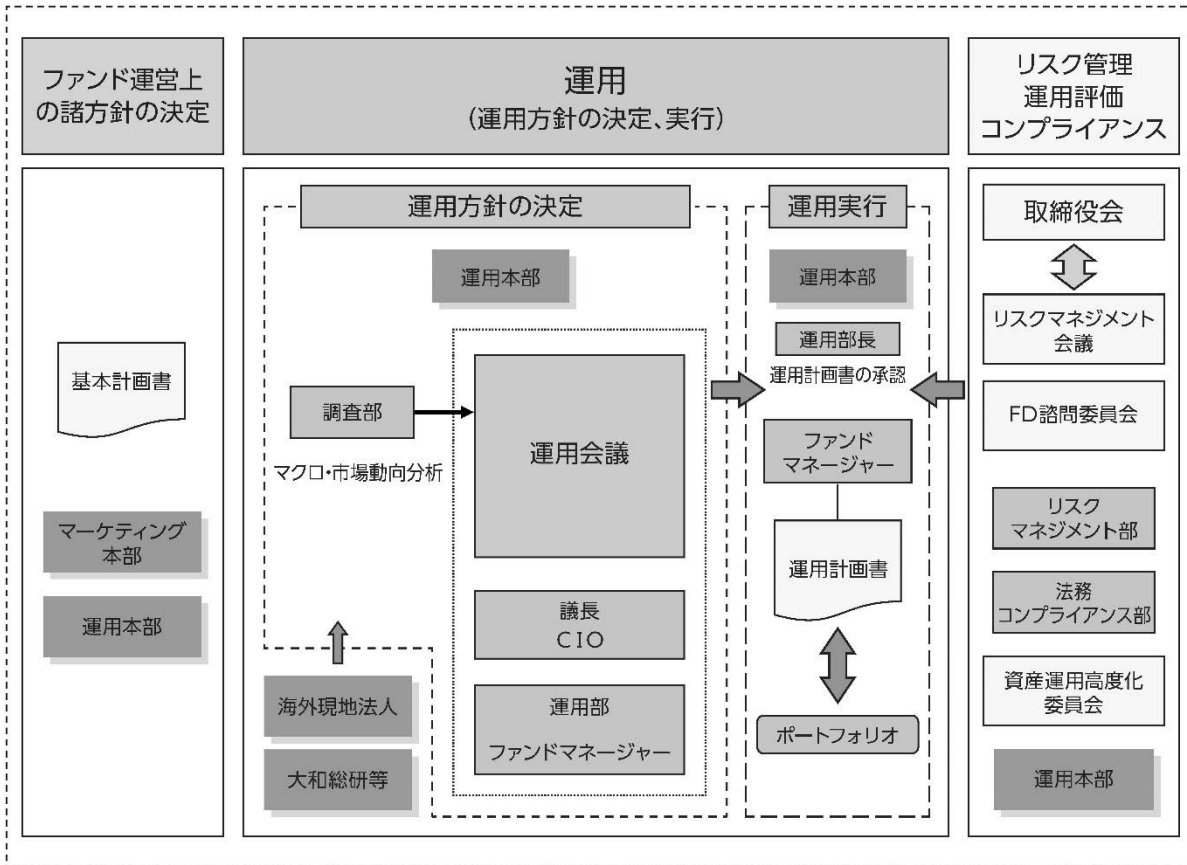 ファンド運営上
の諸方針の決定
運用
(運用方針の決定、実行)
リスク管理
運用評価
コンプライアンス
基本計画書
マーケティング
本部
運用本部
運用方針の決定
運用本部
調査部
マクロ・市場動向分析
運用会議
議長
CIO
運用部
ファンドマネージャー
海外現地法人
大和総研等
運用実行
運用本部
運用部長
運用計画書の承認
ファンド
マネージャー
運用計画書
ポートフォリオ
取締役会
リスクマネジメント
会議
FD諮問委員会
リスク
マネジメント部
法務
コンプライアンス部
資産運用高度化
委員会
運用本部